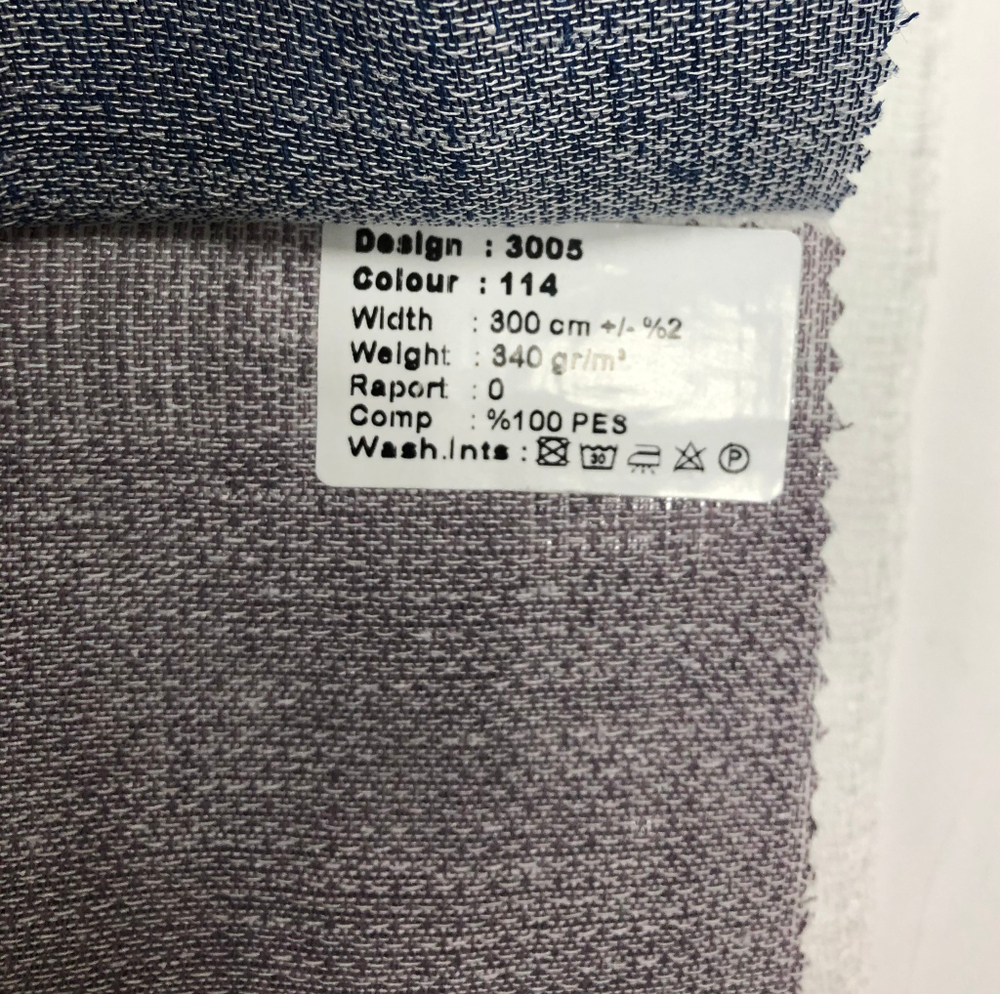 Design : 3005
Colour : 114
Width : 300 cm +/- %2
Weight : 340 gr/m²
Raport : 0
Comp : %100 PES
Wash.Ints : 30 P